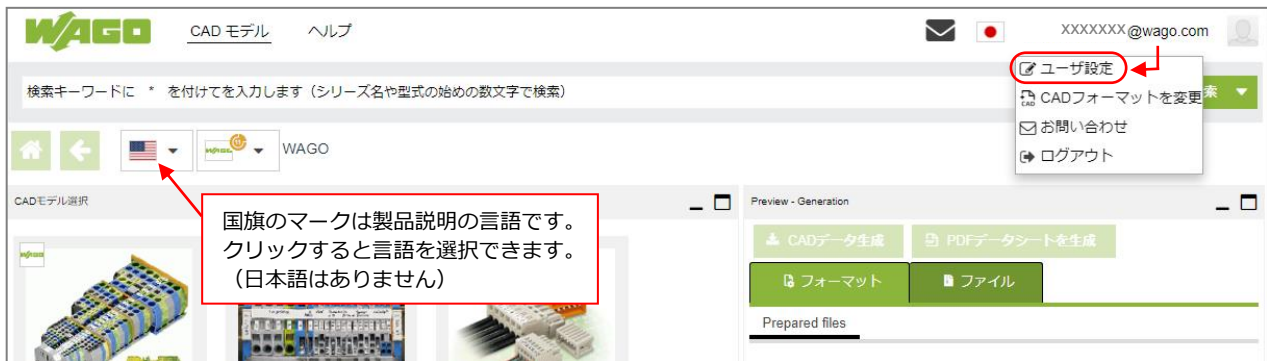 WAGO
CAD モデル ヘルプ
XXXXXXX @wago.com
検索キーワードに * を付けてを入力します（シリーズ名や型式の始めの数文字で検索）
索
ユーザ設定
CADフォーマットを変更
お問い合わせ
ログアウト
WAGO
CADモデル選択
Preview - Generation
国旗のマークは製品説明の言語です。
クリックすると言語を選択できます。
（日本語はありません）
CADデータ生成 PDFデータシートを生成
フォーマット ファイル
Prepared files